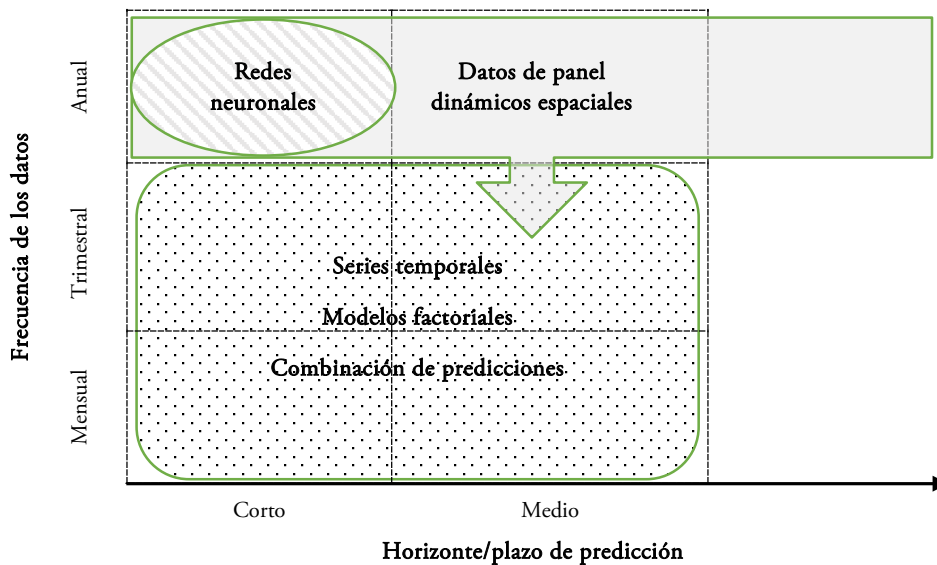 Frecuencia de los datos
Anual
Trimestral
Mensual
Redes
neuronales
Datos de panel
dinámicos espaciales
Series temporales
Modelos factoriales
Combinación de predicciones
Corto
Medio
Horizonte/plazo de predicción